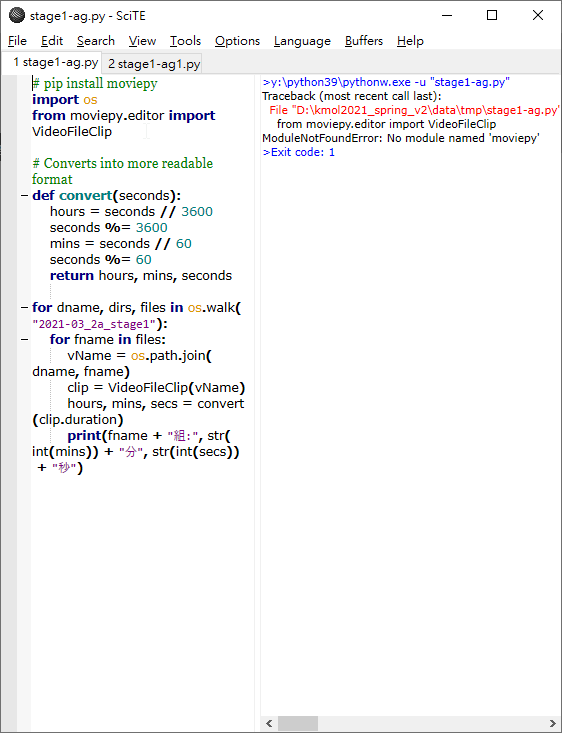 stage1-ag.py - SciTE
File Edit Search View Tools Options Language Buffers Help
1 stage1-ag.py 2 stage1-ag1.py
# pip install moviepy
import os
from moviepy.editor import
VideoFileClip
# Converts into more readable
format
def convert(seconds):
hours = seconds // 3600
seconds %= 3600
mins = seconds // 60
seconds %= 60
return hours, mins, seconds
for dname, dirs, files in os.walk(
"2021-03_2a_stage1"):
for fname in files:
vName = os.path.join(
dname, fname)
clip = VideoFileClip(vName)
hours, mins, secs = convert
(clip.duration)
print(fname + "組:", str(
int(mins)) + "分", str(int(secs))
+ "秒")
>y:\python39\pythonw.exe -u "stage1-ag.py"
Traceback (most recent call last):
File "D:\kmol2021_spring_v2\data\tmp\stage1-ag.py"
from moviepy.editor import VideoFileClip
ModuleNotFoundError: No module named 'moviepy'
>Exit code: 1